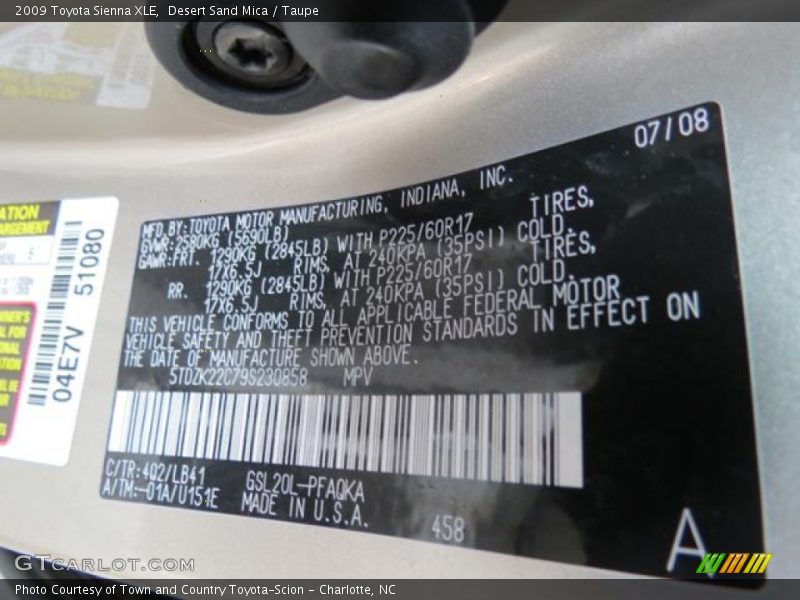 2009 Toyota Sienna XLE, Desert Sand Mica / Taupe
07/08
MFD.BY:TOYOTA MOTOR MANUFACTURING, INDIANA, INC.
GVWR:2580KG (5690LB)
GAWR:FRT. 1290KG (2845LB) WITH P225/60R17 TIRES,
17X6.5J RIMS, AT 240KPA (35PSI) COLD.
RR. 1290KG (2845LB) WITH P225/60R17 TIRES,
17X6.5J RIMS, AT 240KPA (35PSI) COLD.
THIS VEHICLE CONFORMS TO ALL APPLICABLE FEDERAL MOTOR
VEHICLE SAFETY AND THEFT PREVENTION STANDARDS IN EFFECT ON
THE DATE OF MANUFACTURE SHOWN ABOVE.
5TDZK22C79S230858 MPV
C/TR:4Q2/LB41 GSL20L-PFAQKA
A/TM:-01A/U151E MADE IN U.S.A.
458
A
04E7V 51080
GTCARLOT.COM
Photo Courtesy of Town and Country Toyota-Scion - Charlotte, NC